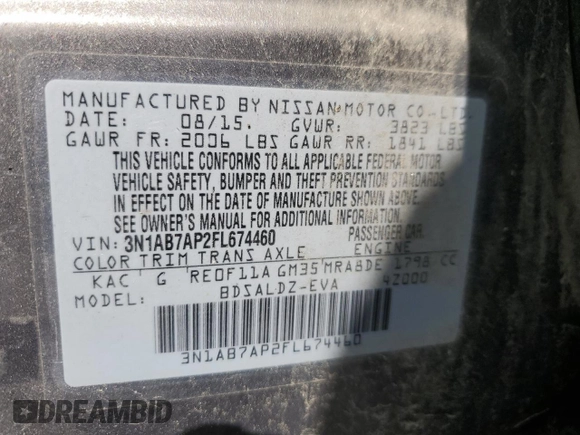 MANUFACTURED BY NISSAN MOTOR CO., LTD.
DATE: 08/15. GVWR: 3823 LBS
GAWR FR: 2006 LBS GAWR RR: 1841 LBS
THIS VEHICLE CONFORMS TO ALL APPLICABLE FEDERAL MOTOR
VEHICLE SAFETY, BUMPER AND THEFT PREVENTION STANDARDS
IN EFFECT ON THE DATE OF MANUFACTURE SHOWN ABOVE.
SEE OWNER'S MANUAL FOR ADDITIONAL INFORMATION.
VIN: 3N1AB7AP2FL674460 PASSENGER CAR
COLOR TRIM TRANS AXLE ENGINE
KAC G RE0F11A GM35 MRA8DE 1798 CC
MODEL: BDSALDZ-EVA 42000
3N1AB7AP2FL674460
DREAMBID